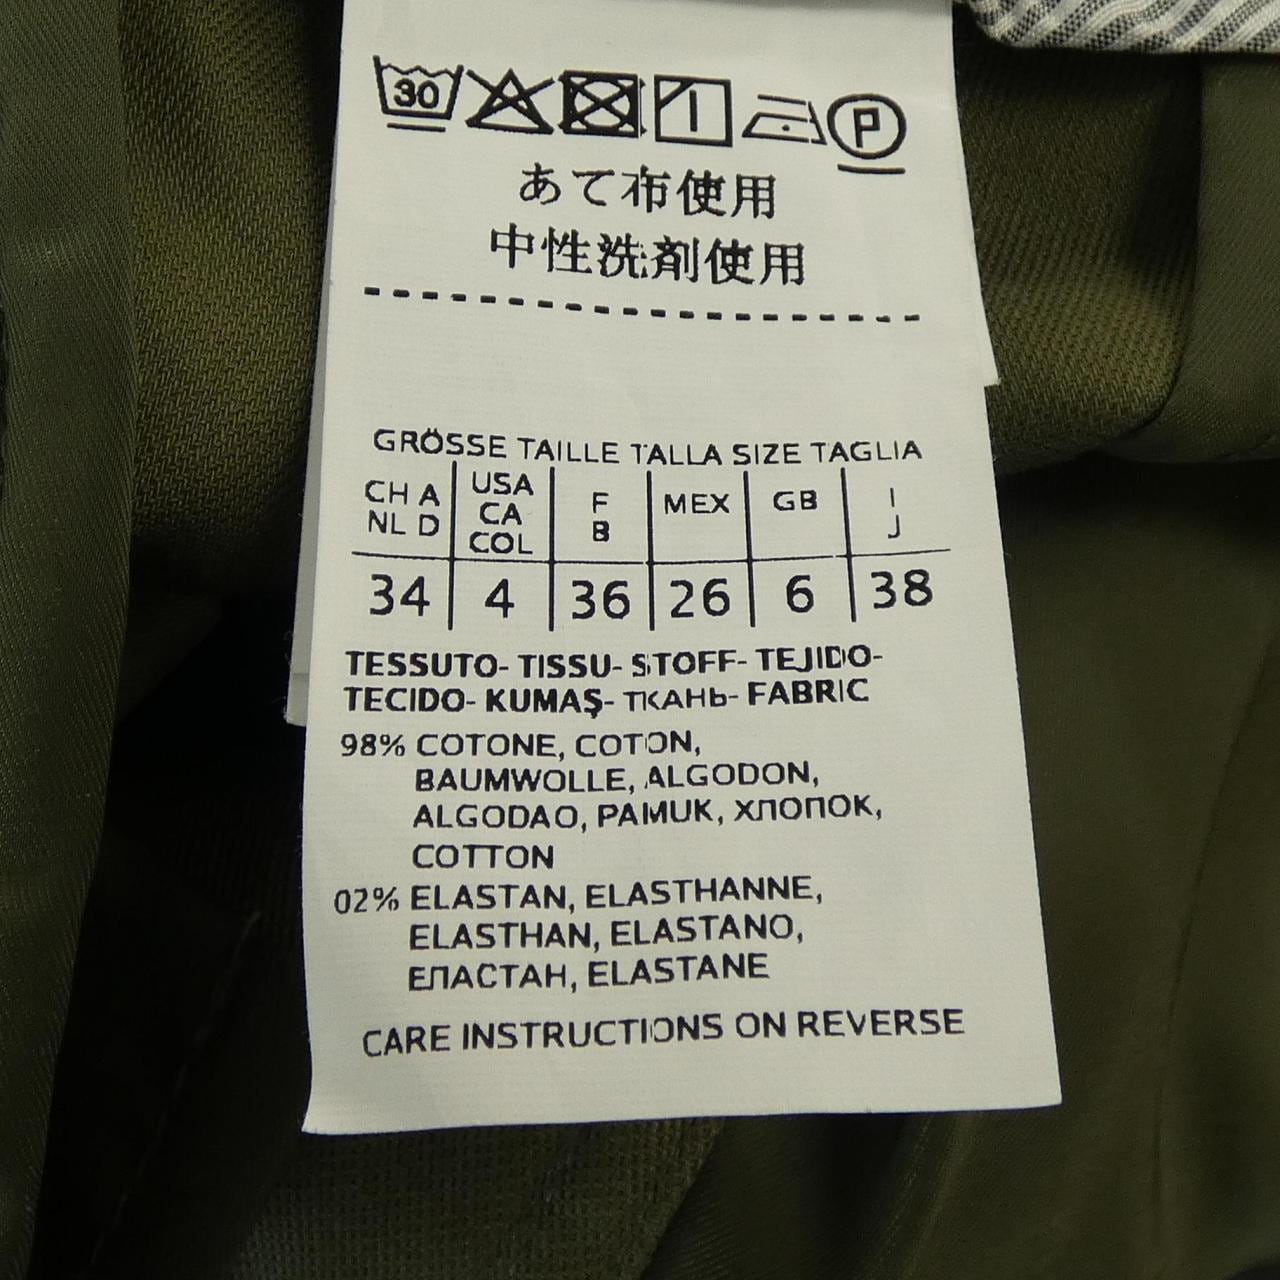 30 P
あて布使用
中性洗剤使用
GRÖSSE TAILLE TALLA SIZE TAGLIA
CH A NL D USA CA COL F B MEX GB I J
34 4 36 26 6 38
TESSUTO- TISSU- STOFF- TEJIDO-
TECIDO- KUMAŞ- ТКАНЬ- FABRIC
98% COTONE, COTON,
BAUMWOLLE, ALGODON,
ALGODAO, PAMUK, ХЛОПОК,
COTTON
02% ELASTAN, ELASTHANNE,
ELASTHAN, ELASTANO,
ЕЛАСТАН, ELASTANE
CARE INSTRUCTIONS ON REVERSE